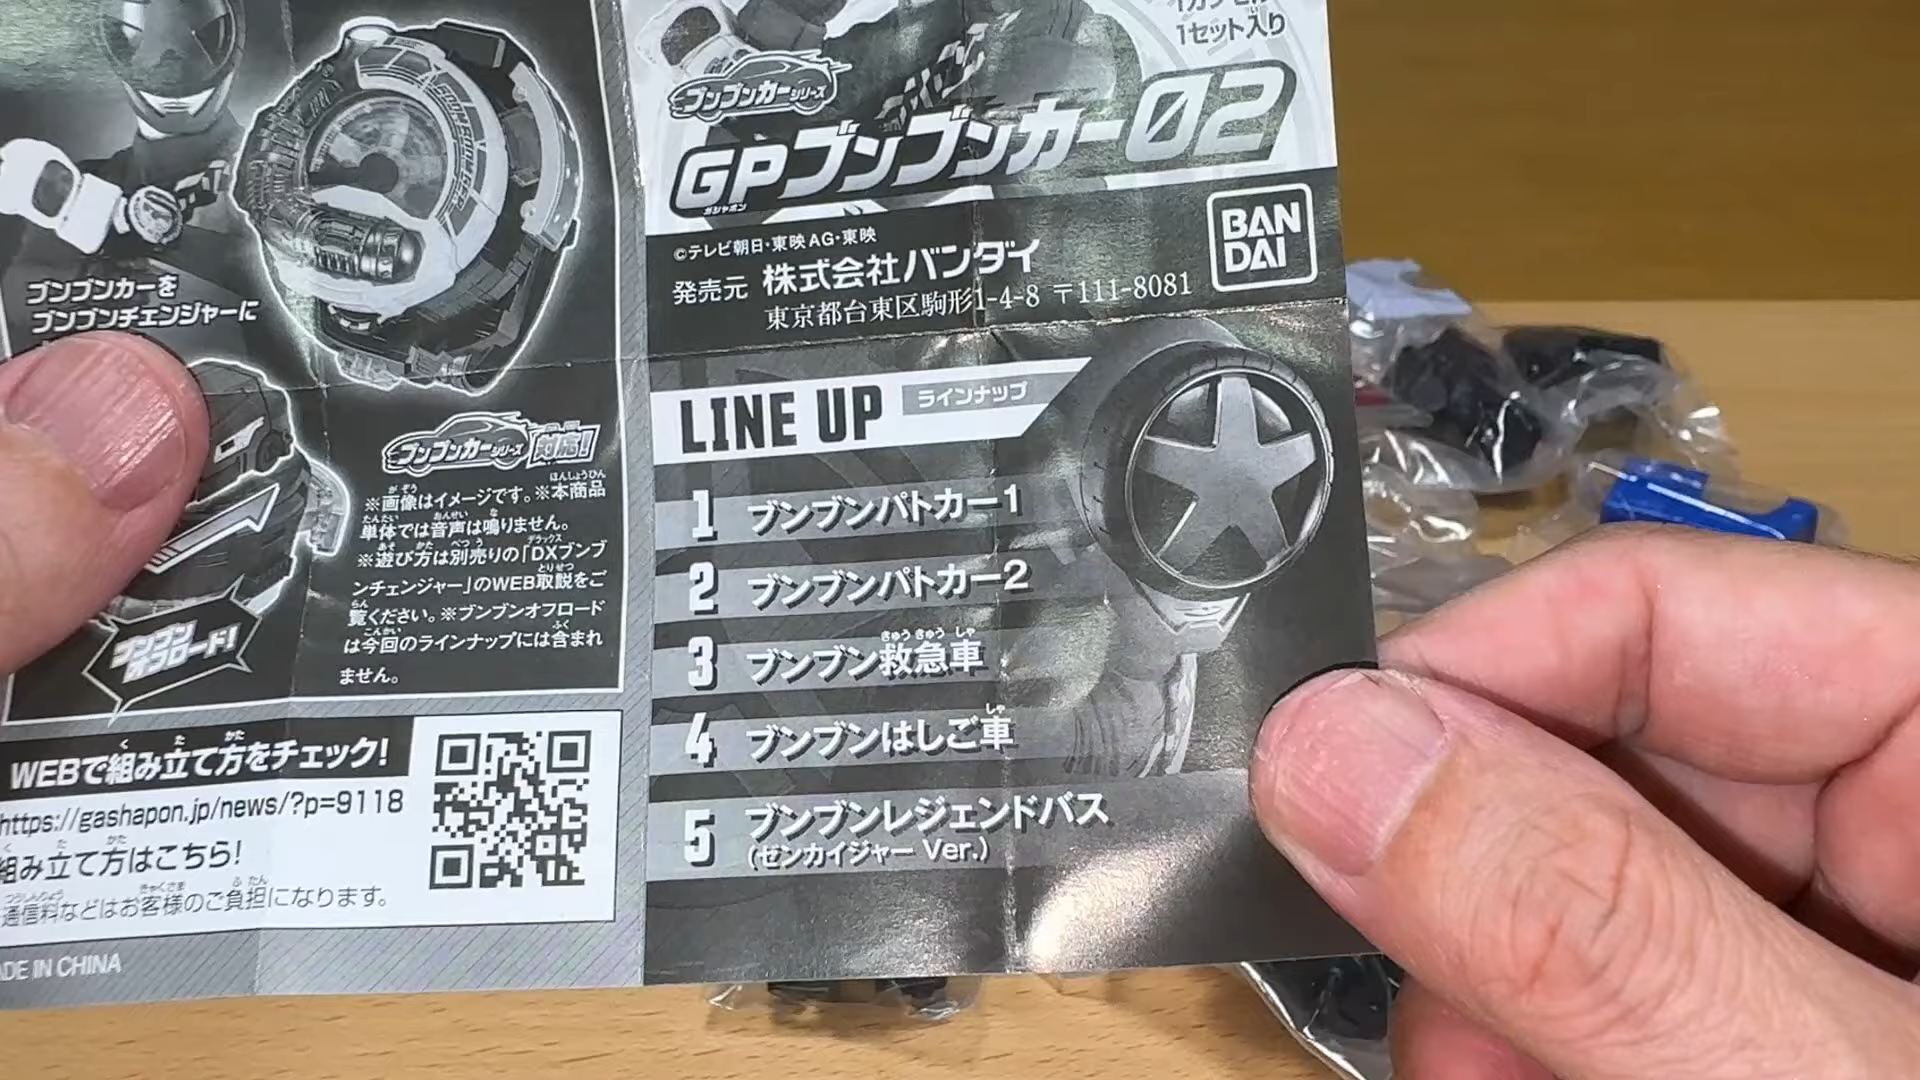 ブンブンカーを
ブンブンチェンジャーに
ブンブンカーシリーズ対応!
※画像はイメージです。※本商品
単体では音声は鳴りません。
※遊び方は別売りの「DXブンブ
ンチェンジャー」のWEB取説をご
覧ください。※ブンブンオフロード
は今回のラインナップには含まれ
ません。
ブンブン
オフロード!
WEBで組み立て方をチェック!
https://gashapon.jp/news/?p=9118
組み立て方はこちら!
通信料などはお客様のご負担になります。
ADE IN CHINA
1セット入り
ブンブンカーシリーズ
GPブンブンカー02
ガシャポン
©テレビ朝日・東映AG・東映
発売元 株式会社バンダイ
東京都台東区駒形1-4-8 〒111-8081
BAN
DAI
LINE UP ラインナップ
1 ブンブンパトカー1
2 ブンブンパトカー2
3 ブンブン救急車
4 ブンブンはしご車
5 ブンブンレジェンドバス
(ゼンカイジャー Ver.)